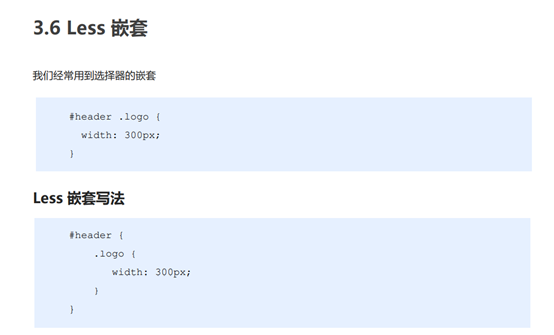 3.6 Less 嵌套
我们经常用到选择器的嵌套
#header .logo {
  width: 300px;
}
Less 嵌套写法
#header {
    .logo {
       width: 300px;
    }
}